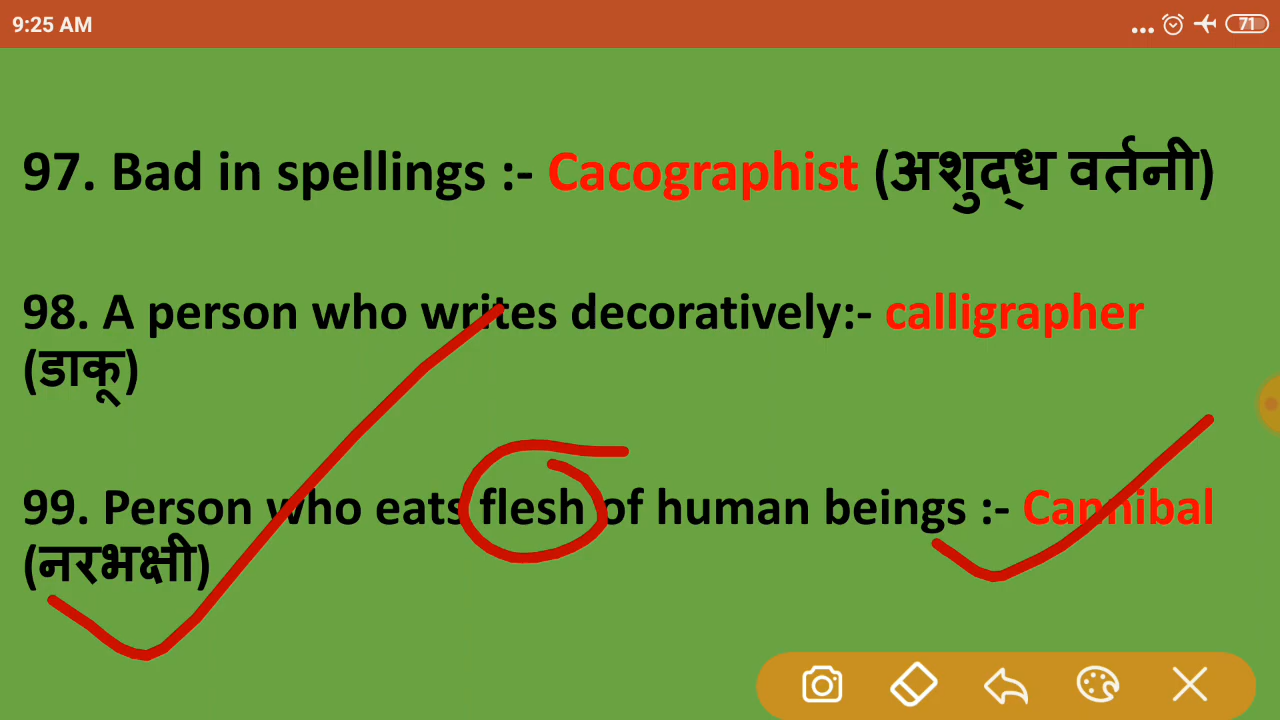 9:25 AM
71
97. Bad in spellings :- Cacographist (अशुद्ध वर्तनी)
98. A person who writes decoratively:- calligrapher
(डाकू)
99. Person who eats flesh of human beings :- Cannibal
(नरभक्षी)